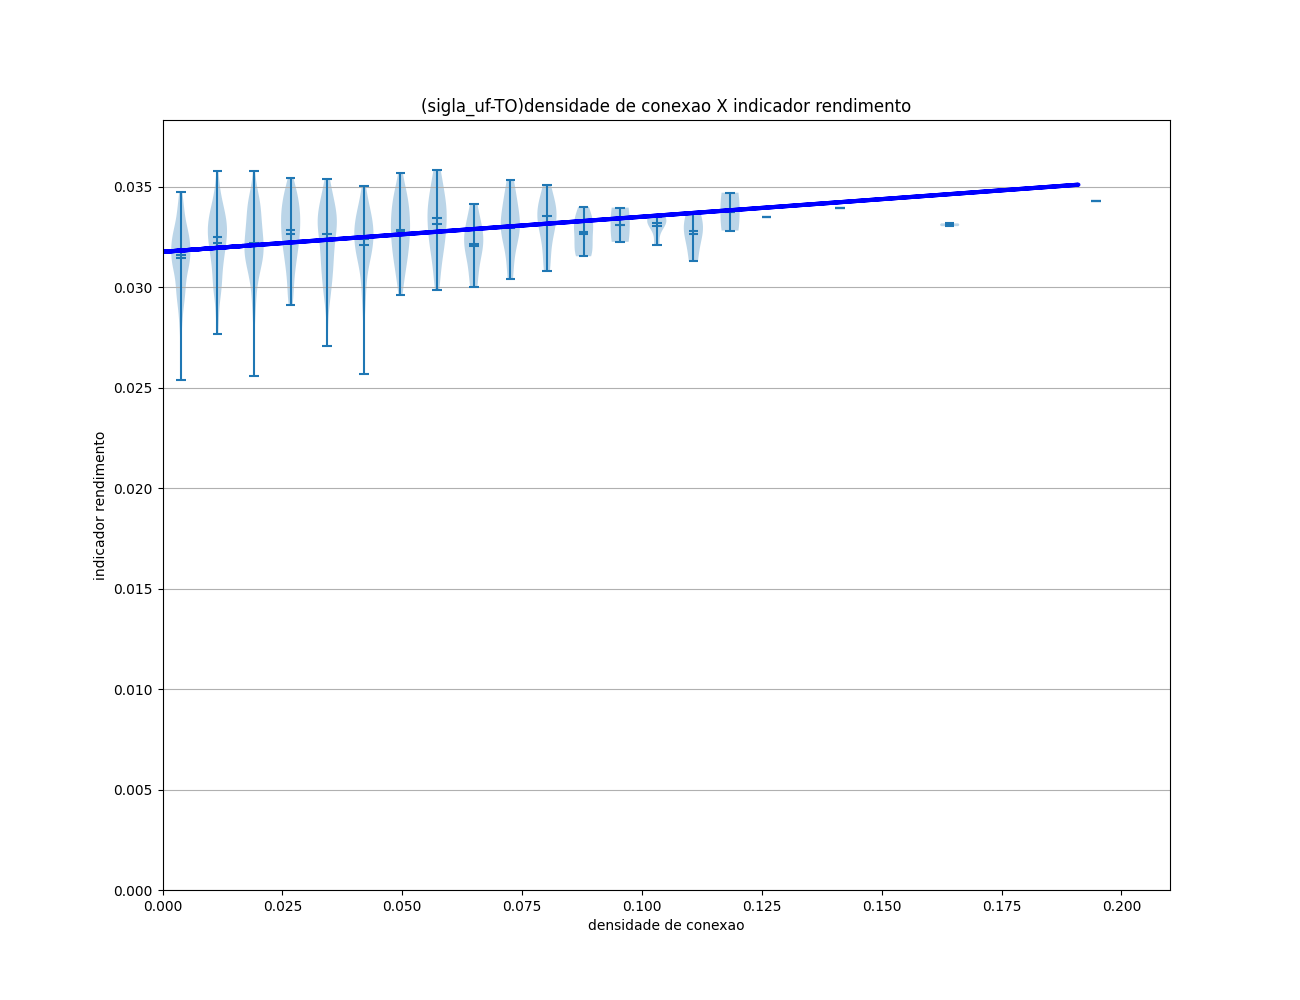 (sigla_uf-TO)densidade de conexao X indicador rendimento
indicador rendimento
0.035
0.030
0.025
0.020
0.015
0.010
0.005
0.000
0.000 0.025 0.050 0.075 0.100 0.125 0.150 0.175 0.200
densidade de conexao